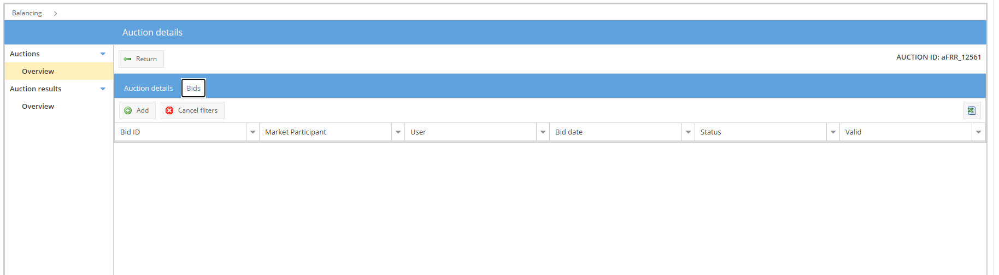 Balancing
Auction details
Auctions
Overview
Auction results
Overview
Return
AUCTION ID: aFRR_12561
Auction details Bids
Add Cancel filters
Bid ID Market Participant User Bid date Status Valid